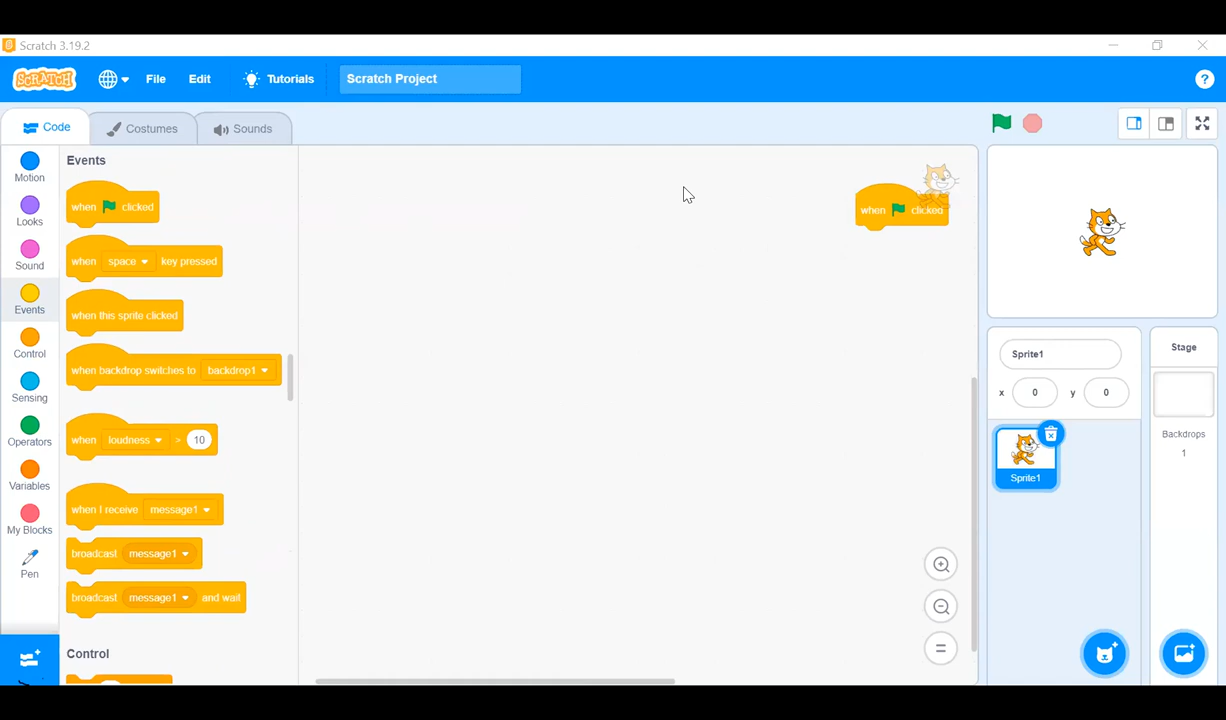 Scratch 3.19.2
SCRATCH
File
Edit
Tutorials
Scratch Project
?
Code
Costumes
Sounds
Motion
Looks
Sound
Events
Control
Sensing
Operators
Variables
My Blocks
Pen
Events
when clicked
when space key pressed
when this sprite clicked
when backdrop switches to backdrop1
when loudness > 10
when I receive message1
broadcast message1
broadcast message1 and wait
Control
when clicked
Sprite1
x 0 y 0
Sprite1
Stage
Backdrops
1